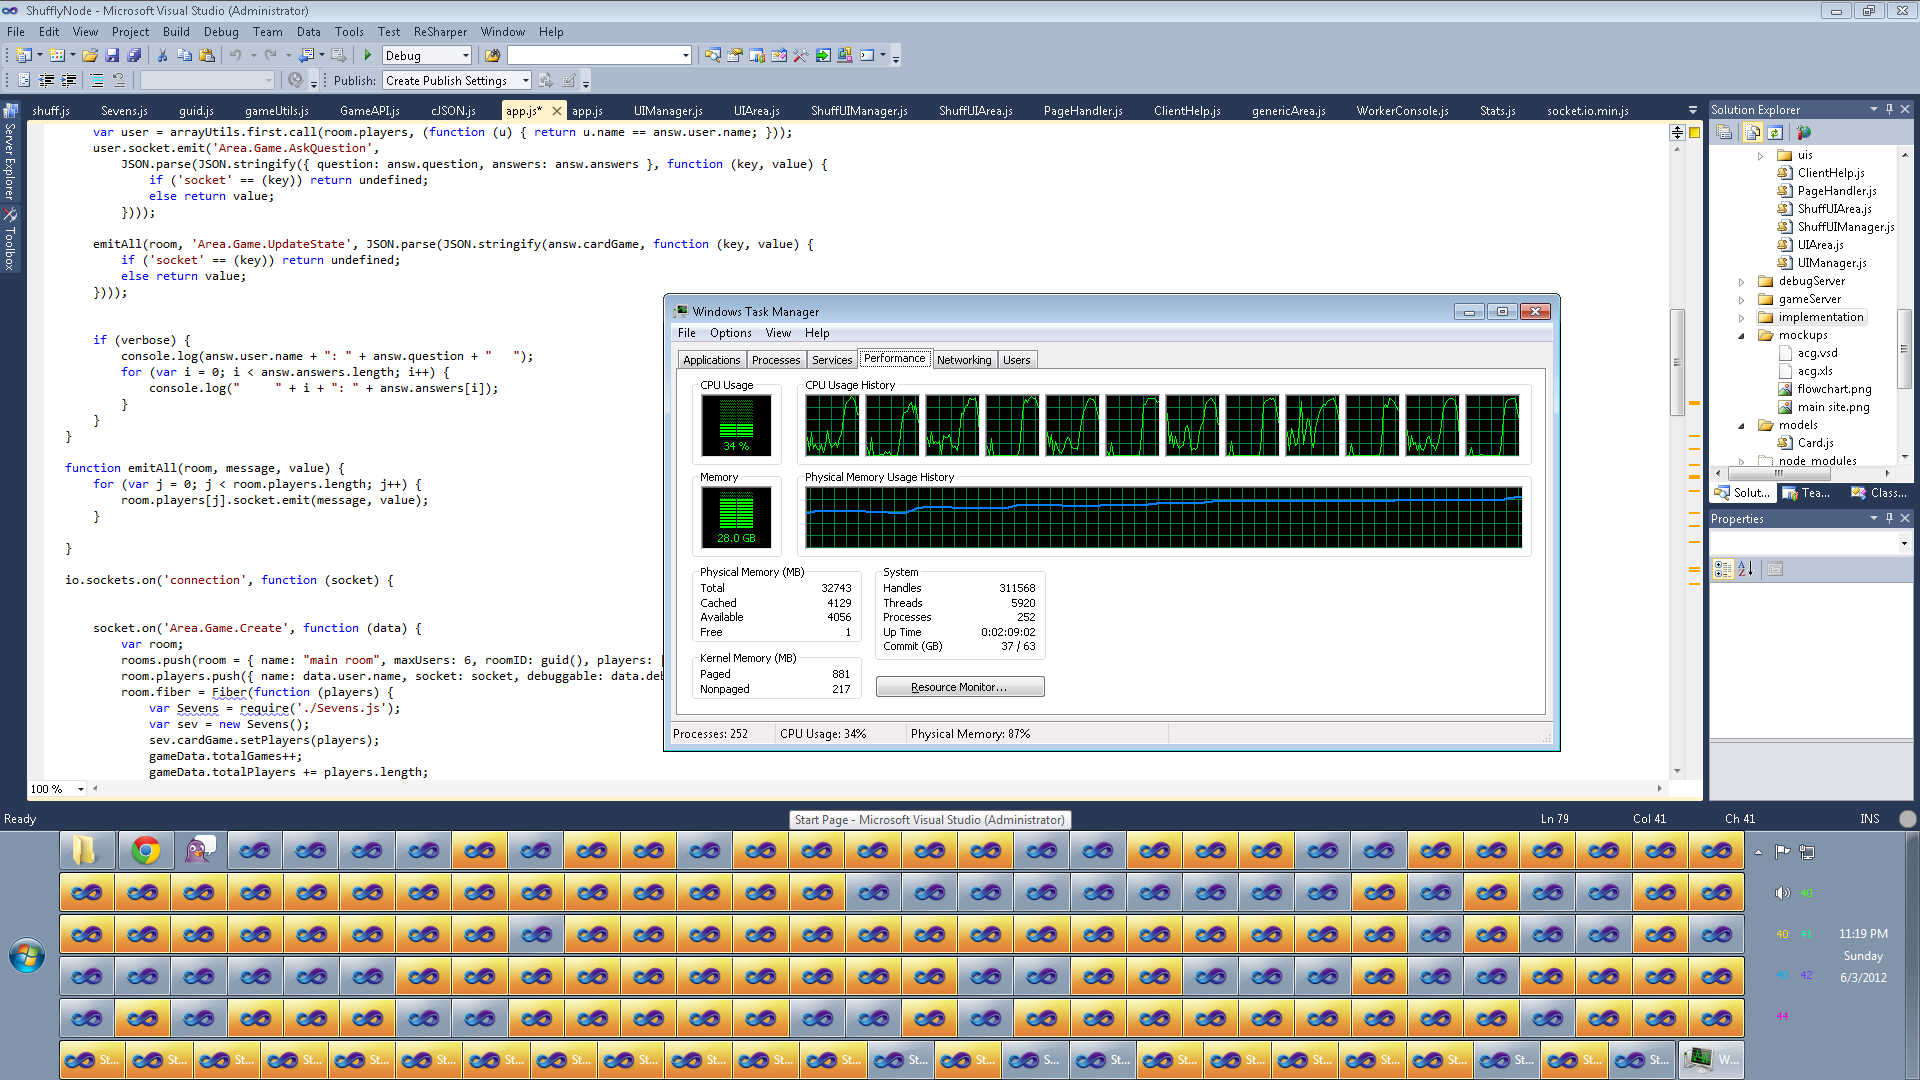 ShufflyNode - Microsoft Visual Studio (Administrator)
File Edit View Project Build Debug Team Data Tools Test ReSharper Window Help
Debug
Publish: Create Publish Settings
shuff.js Sevens.js guid.js gameUtils.js GameAPI.js cJSON.js app.js* app.js UIManager.js UIArea.js ShuffUIManager.js ShuffUIArea.js PageHandler.js ClientHelp.js genericArea.js WorkerConsole.js Stats.js socket.io.min.js
Server Explorer
Toolbox
var user = arrayUtils.first.call(room.players, (function (u) { return u.name == answ.user.name; }));
user.socket.emit('Area.Game.AskQuestion',
JSON.parse(JSON.stringify({ question: answ.question, answers: answ.answers }, function (key, value) {
if ('socket' == (key)) return undefined;
else return value;
})));
emitAll(room, 'Area.Game.UpdateState', JSON.parse(JSON.stringify(answ.cardGame, function (key, value) {
if ('socket' == (key)) return undefined;
else return value;
})));
if (verbose) {
console.log(answ.user.name + ": " + answ.question + "   ");
for (var i = 0; i < answ.answers.length; i++) {
console.log("     " + i + ": " + answ.answers[i]);
}
}
}
function emitAll(room, message, value) {
for (var j = 0; j < room.players.length; j++) {
room.players[j].socket.emit(message, value);
}
}
io.sockets.on('connection', function (socket) {
socket.on('Area.Game.Create', function (data) {
var room;
rooms.push(room = { name: "main room", maxUsers: 6, roomID: guid(), players: [
room.players.push({ name: data.user.name, socket: socket, debuggable: data.deb
room.fiber = Fiber(function (players) {
var Sevens = require('./Sevens.js');
var sev = new Sevens();
sev.cardGame.setPlayers(players);
gameData.totalGames++;
gameData.totalPlayers += players.length;
100 %
Windows Task Manager
File Options View Help
Applications Processes Services Performance Networking Users
CPU Usage CPU Usage History
34 %
Memory Physical Memory Usage History
28.0 GB
Physical Memory (MB)
Total 32743
Cached 4129
Available 4056
Free 1
Kernel Memory (MB)
Paged 881
Nonpaged 217
System
Handles 311568
Threads 5920
Processes 252
Up Time 0:02:09:02
Commit (GB) 37 / 63
Resource Monitor...
Processes: 252 CPU Usage: 34% Physical Memory: 87%
Solution Explorer
uis
ClientHelp.js
PageHandler.js
ShuffUIArea.js
ShuffUIManager.js
UIArea.js
UIManager.js
debugServer
gameServer
implementation
mockups
acg.vsd
acg.xls
flowchart.png
main site.png
models
Card.js
node modules
Solut... Tea... Class...
Properties
Ready Ln 79 Col 41 Ch 41 INS
Start Page - Microsoft Visual Studio (Administrator)
40
40 41
42 42
44
11:19 PM
Sunday
6/3/2012
St... St... St... St... St... St... St... St... St... St... St... St... St... St... S... St... St... St... St... St... St... St... St... St... W...